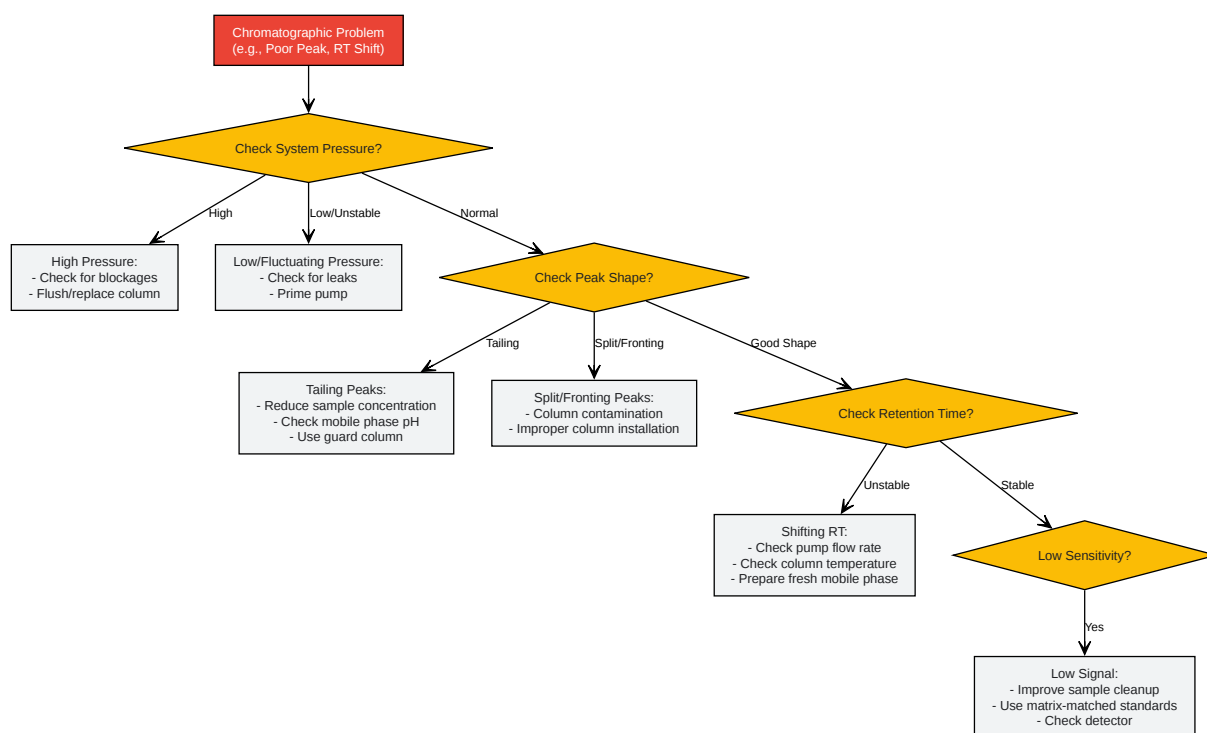 Chromatographic Problem
(e.g., Poor Peak, RT Shift)
Check System Pressure?
High
Low/Unstable
Normal
High Pressure:
- Check for blockages
- Flush/replace column
Low/Fluctuating Pressure:
- Check for leaks
- Prime pump
Check Peak Shape?
Tailing
Split/Fronting
Good Shape
Tailing Peaks:
- Reduce sample concentration
- Check mobile phase pH
- Use guard column
Split/Fronting Peaks:
- Column contamination
- Improper column installation
Check Retention Time?
Unstable
Stable
Shifting RT:
- Check pump flow rate
- Check column temperature
- Prepare fresh mobile phase
Low Sensitivity?
Yes
Low Signal:
- Improve sample cleanup
- Use matrix-matched standards
- Check detector